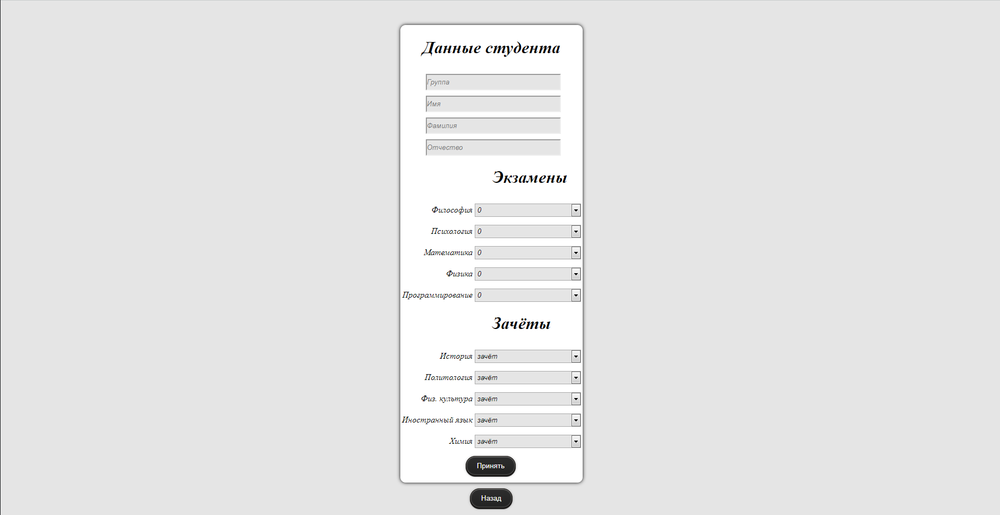 Данные студента
Группа
Имя
Фамилия
Отчество
Экзамены
Философия 0
Психология 0
Математика 0
Физика 0
Программирование 0
Зачёты
История зачёт
Политология зачёт
Физ. культура зачёт
Иностранный язык зачёт
Химия зачёт
Принять
Назад